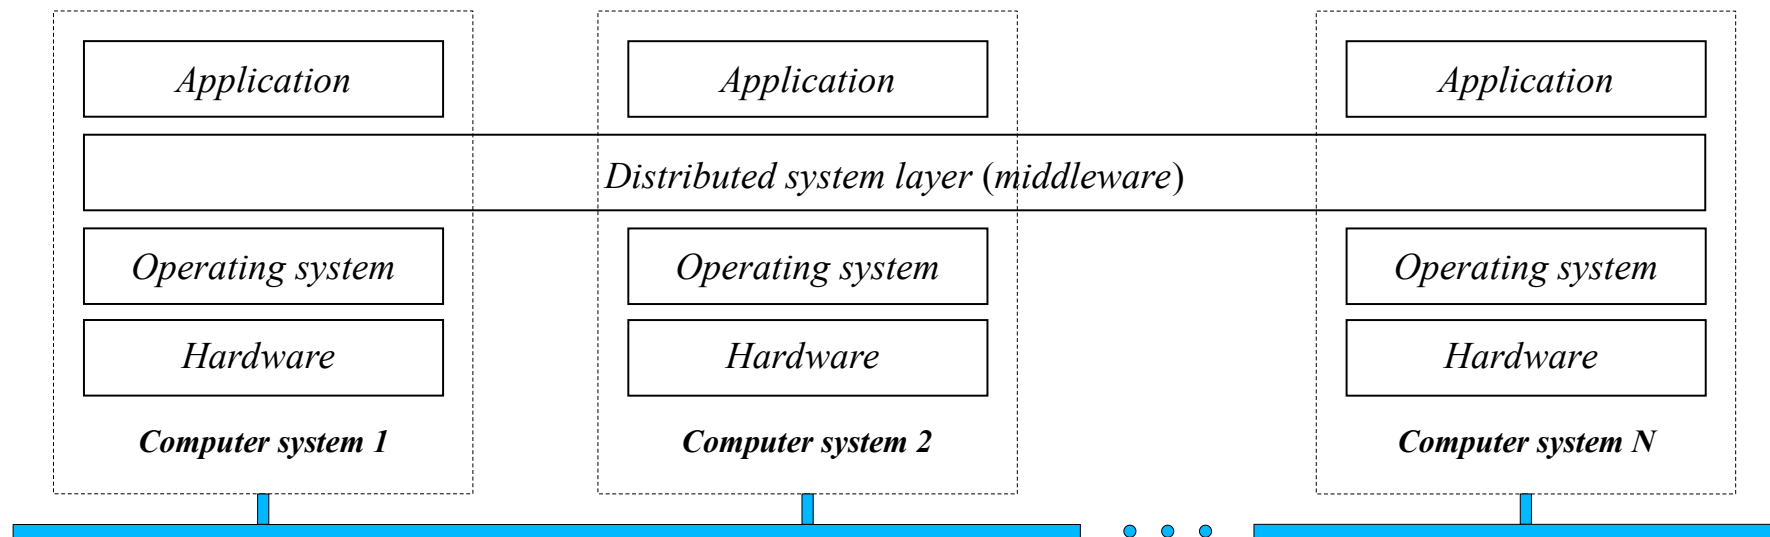 Application Application Application
Distributed system layer (middleware)
Operating system Operating system Operating system
Hardware Hardware Hardware
Computer system 1 Computer system 2 Computer system N